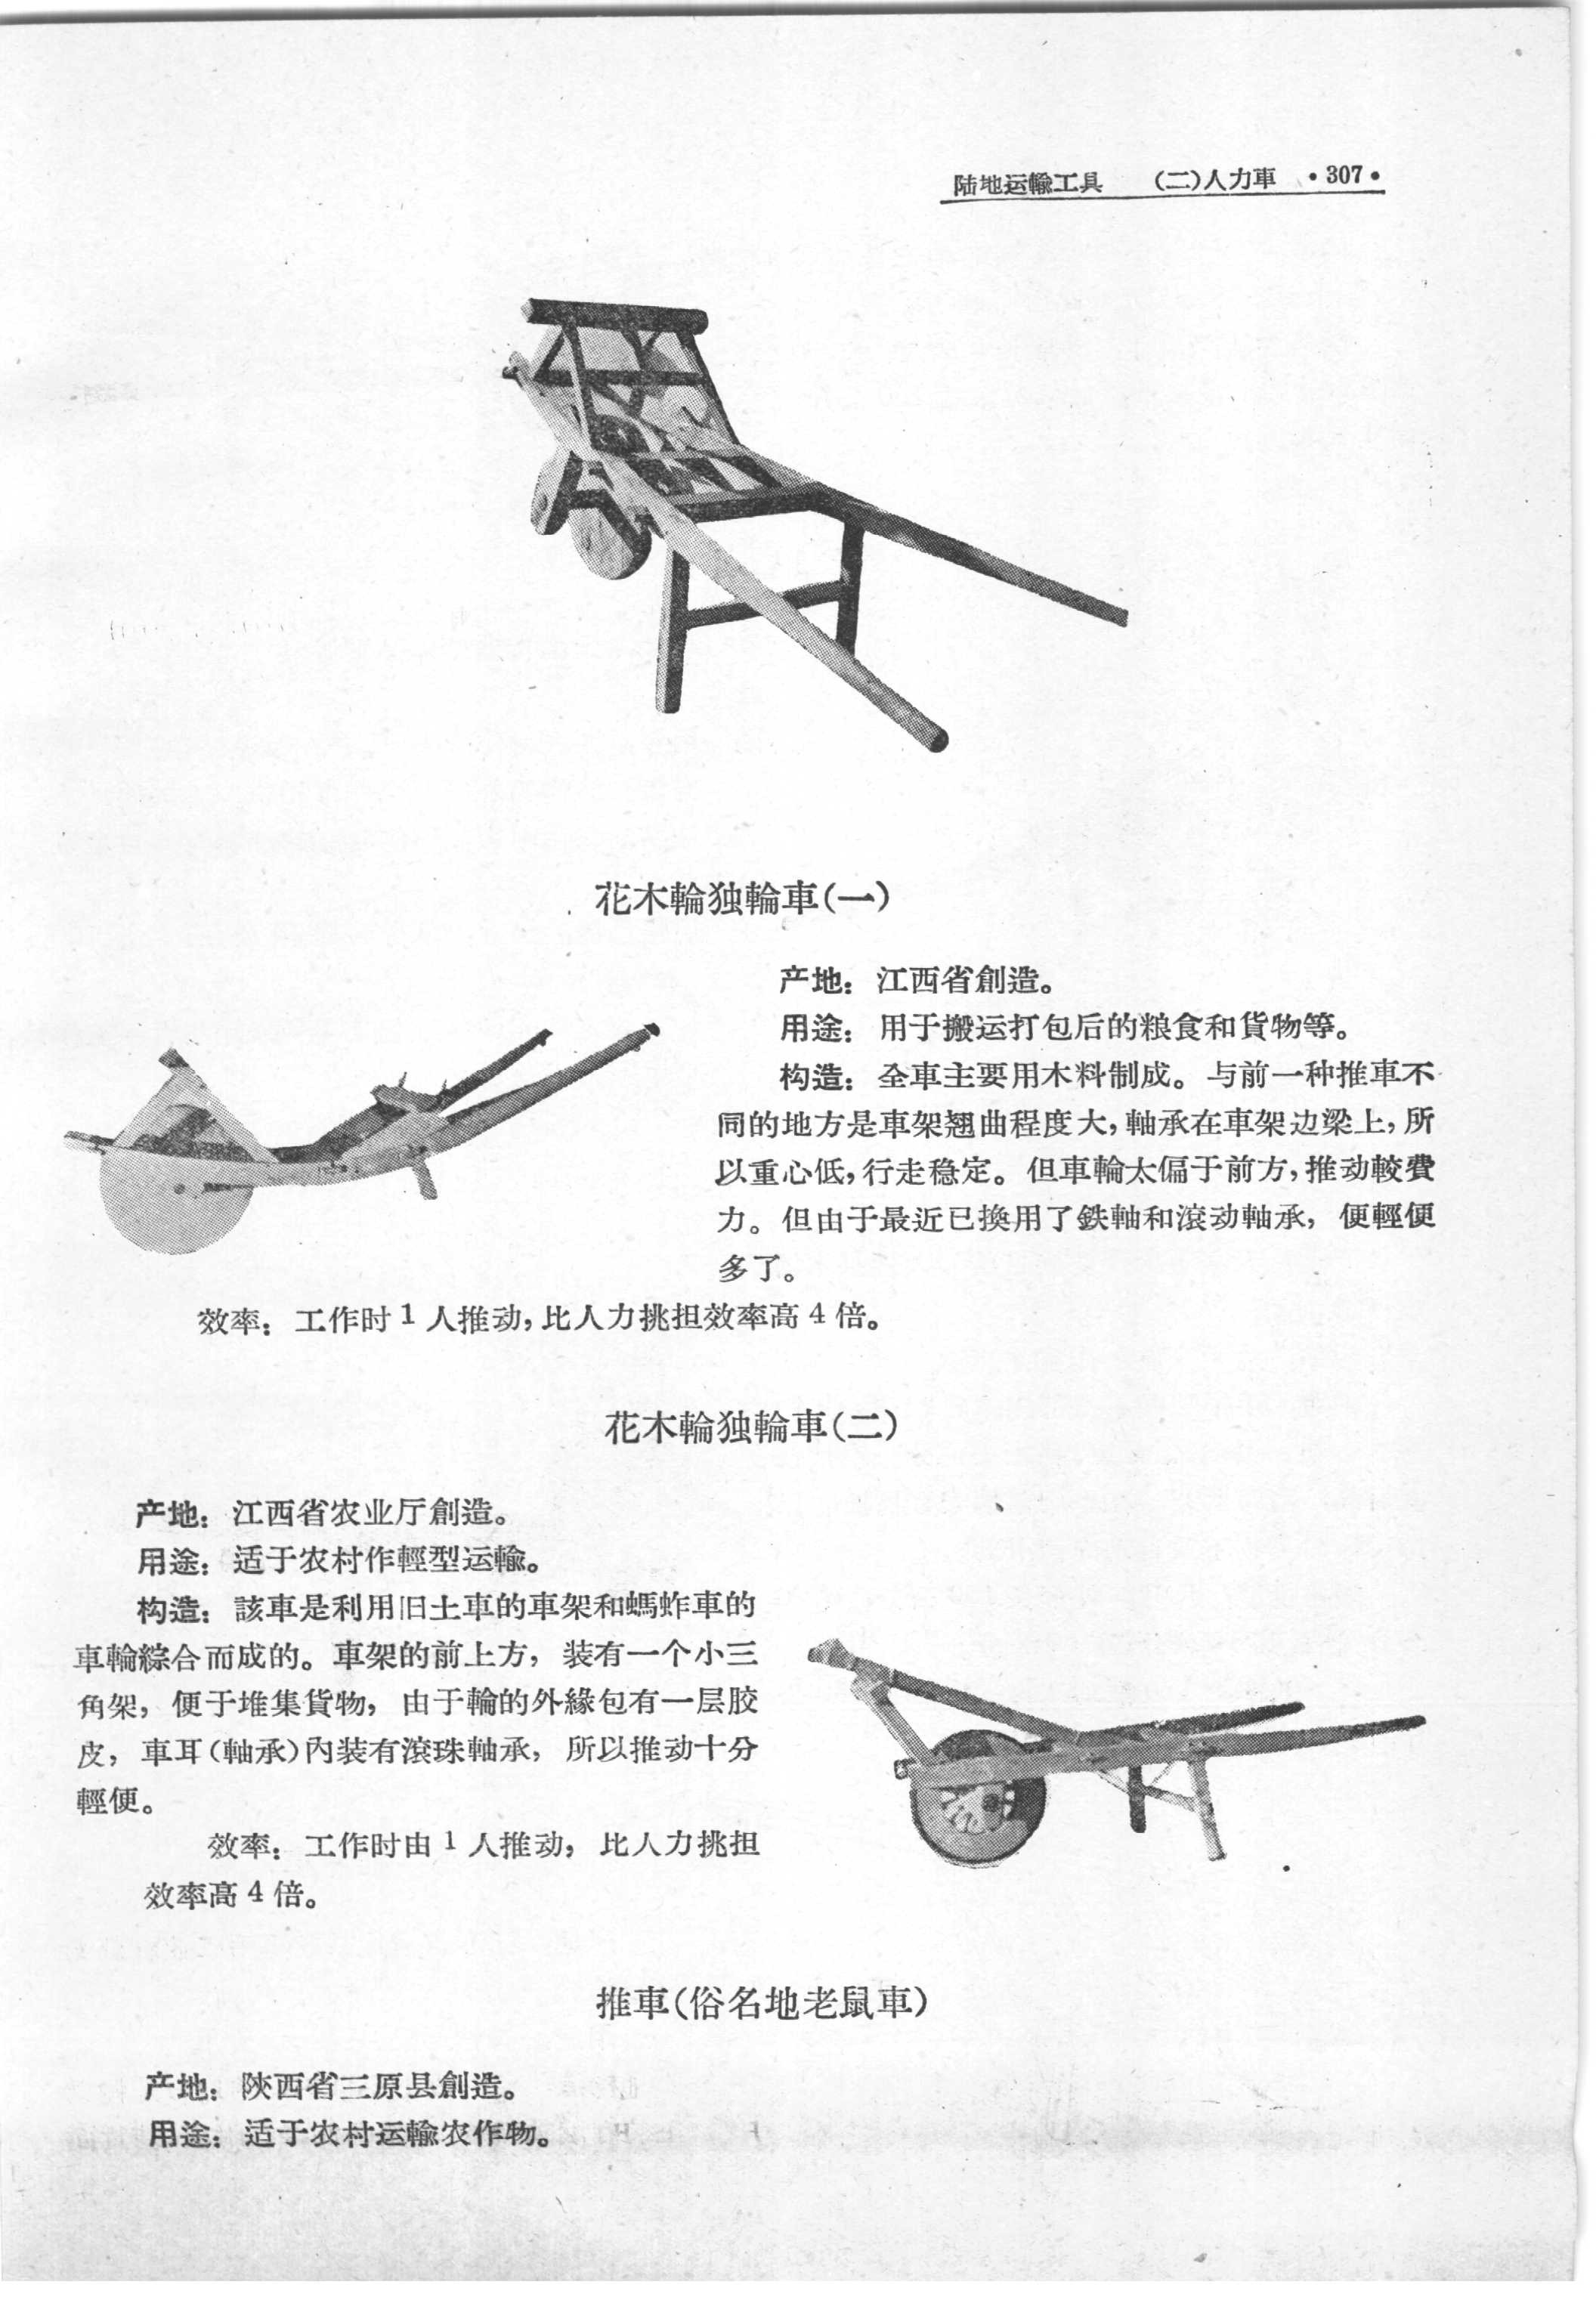 陆地运輸工具 （二）人力車 •307•
花木輪独輪車（一）
产地：江西省創造。
用途：用于搬运打包后的粮食和貨物等。
构造：全車主要用木料制成。与前一种推車不
同的地方是車架翘曲程度大，軸承在車架边梁上，所
以重心低，行走稳定。但車輪太偏于前方，推动較費
力。但由于最近已換用了鉄軸和滚动軸承，便輕便
多了。
效率：工作时1人推动，比人力挑担效率高4倍。
花木輪独輪車（二）
产地：江西省农业厅創造。
用途：适于农村作輕型运輸。
构造：該車是利用旧土車的車架和螞蚱車的
車輪綜合而成的。車架的前上方，装有一个小三
角架，便于堆集貨物，由于輪的外緣包有一层胶
皮，車耳（軸承）內装有滚珠軸承，所以推动十分
輕便。
效率：工作时由1人推动，比人力挑担
效率高4倍。
推車（俗名地老鼠車）
产地：陝西省三原县創造。
用途：适于农村运輸农作物。